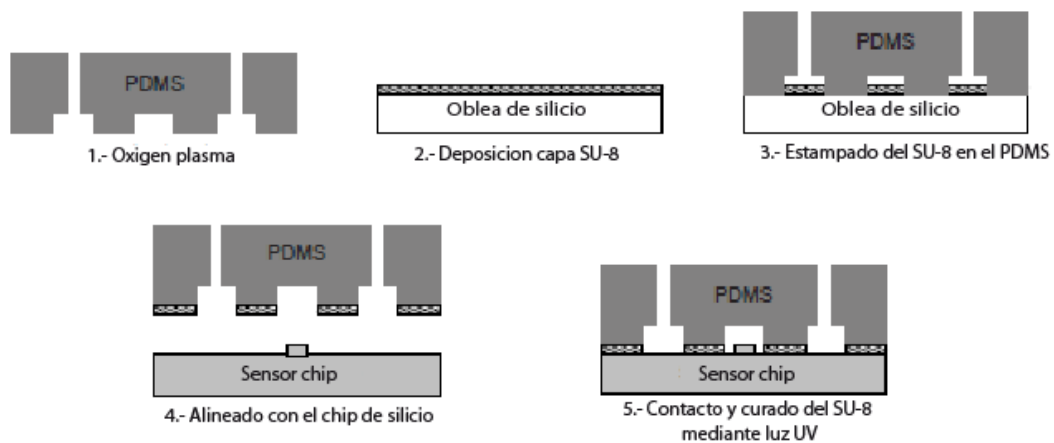 PDMS
1.- Oxigen plasma
Oblea de silicio
2.- Deposicion capa SU-8
PDMS
Oblea de silicio
3.- Estampado del SU-8 en el PDMS
PDMS
Sensor chip
4.- Alineado con el chip de silicio
PDMS
Sensor chip
5.- Contacto y curado del SU-8
mediante luz UV